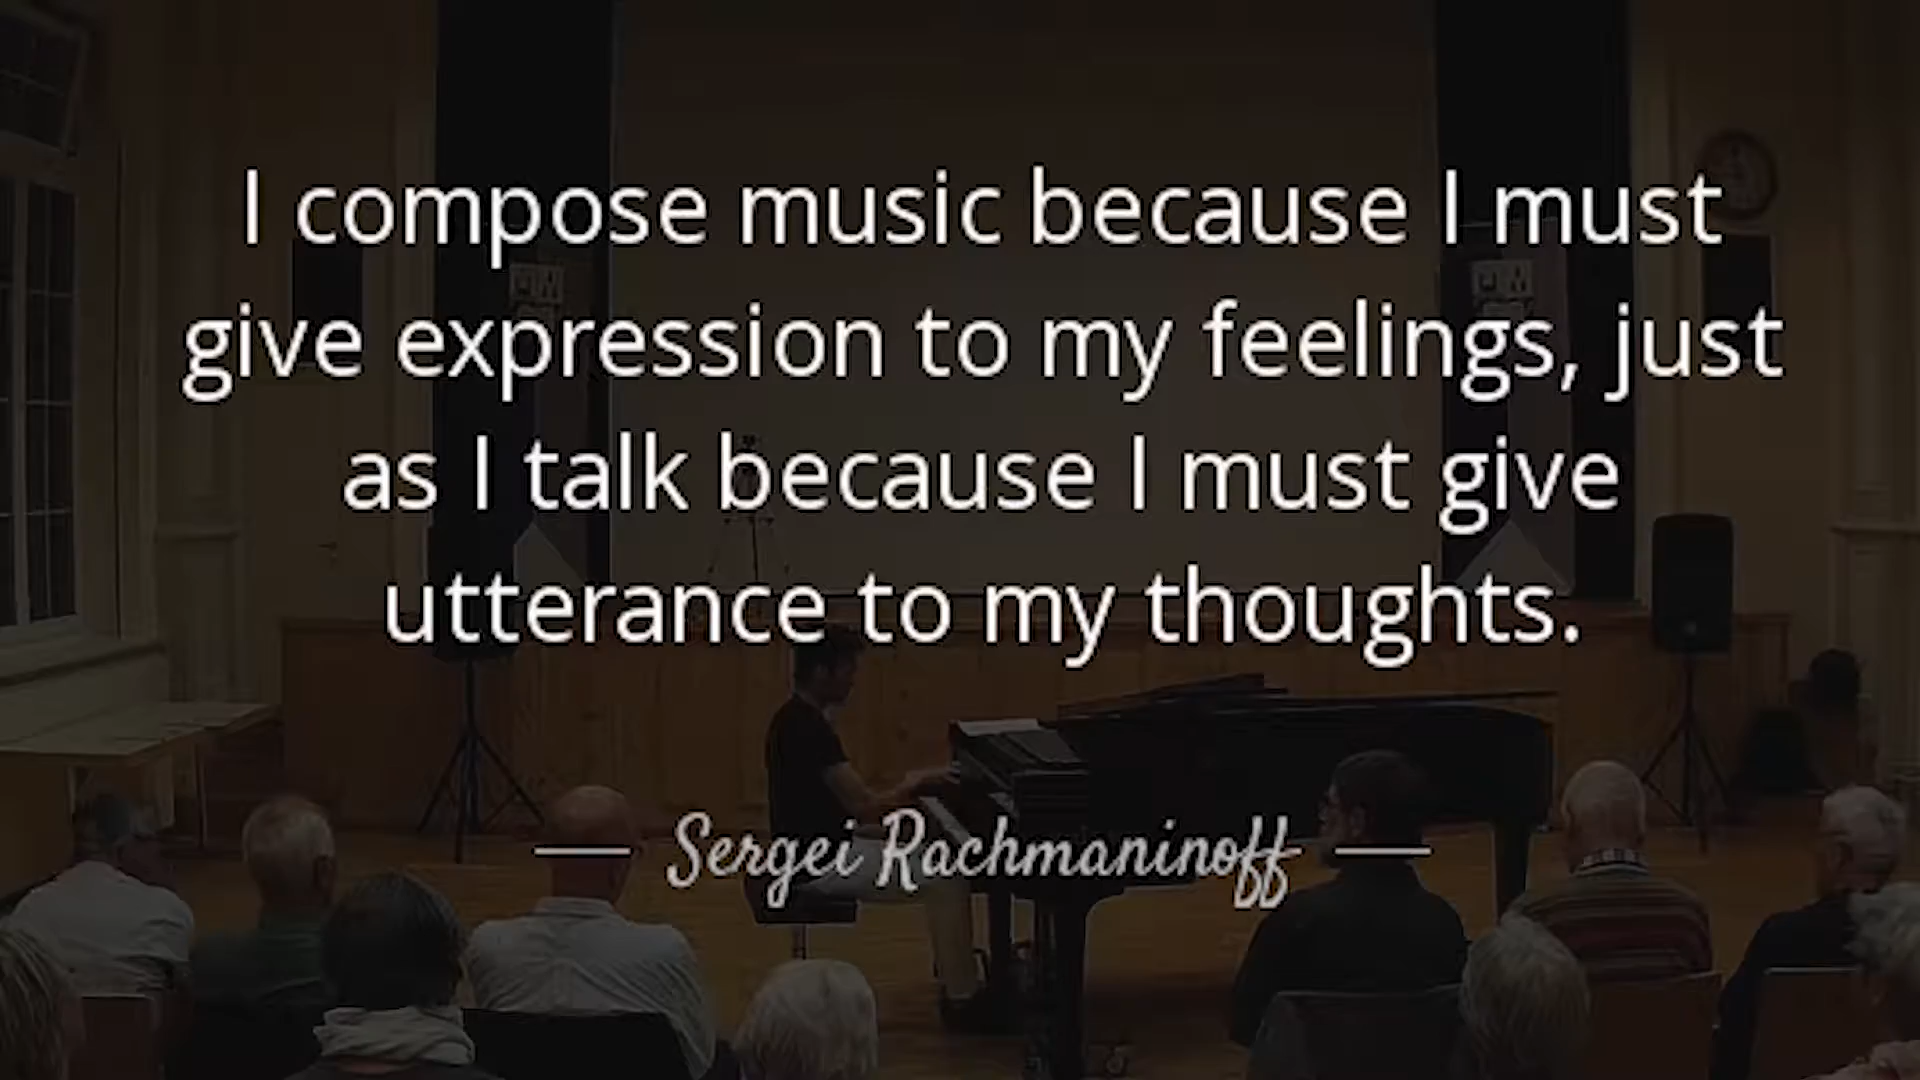 I compose music because I must
give expression to my feelings, just
as I talk because I must give
utterance to my thoughts.
Sergei Rachmaninoff